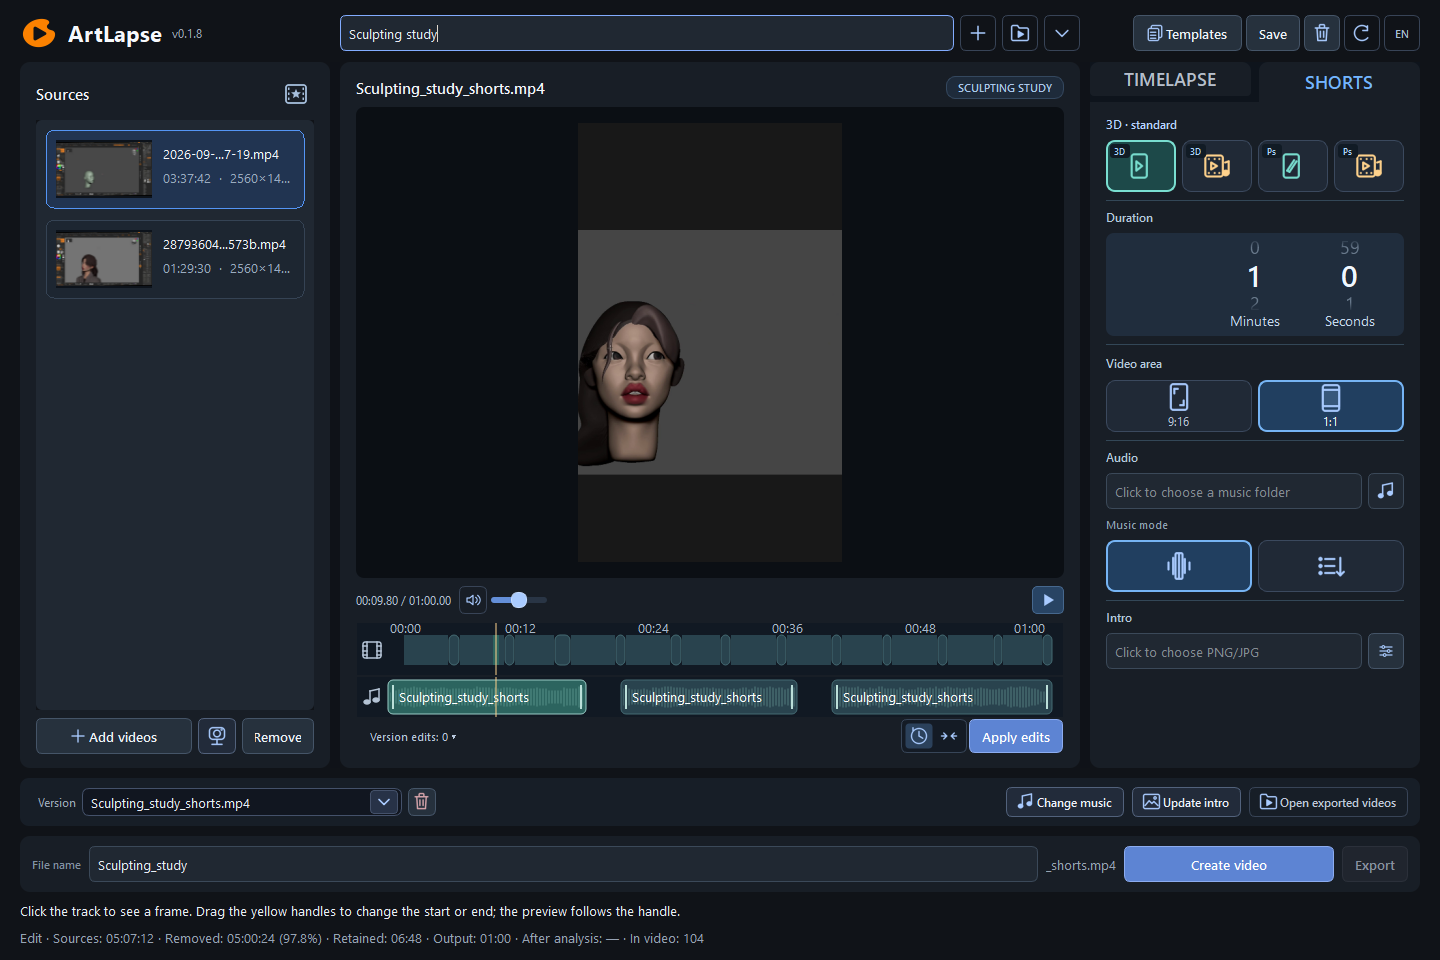 ArtLapse v0.1.8
Sculpting study
Templates
Save
EN
Sources
2026-09-...7-19.mp4
03:37:42 · 2560×14...
28793604...573b.mp4
01:29:30 · 2560×14...
Add videos
Remove
Sculpting_study_shorts.mp4
SCULPTING STUDY
00:09.80 / 01:00.00
00:00 00:12 00:24 00:36 00:48 01:00
Sculpting_study_shorts Sculpting_study_shorts Sculpting_study_shorts
Version edits: 0
Apply edits
TIMELAPSE SHORTS
3D · standard
3D 3D Ps Ps
Duration
0 59
1 0
2 1
Minutes Seconds
Video area
9:16 1:1
Audio
Click to choose a music folder
Music mode
Intro
Click to choose PNG/JPG
Version Sculpting_study_shorts.mp4
Change music
Update intro
Open exported videos
File name Sculpting_study _shorts.mp4
Create video
Export
Click the track to see a frame. Drag the yellow handles to change the start or end; the preview follows the handle.
Edit · Sources: 05:07:12 · Removed: 05:00:24 (97.8%) · Retained: 06:48 · Output: 01:00 · After analysis: — · In video: 104